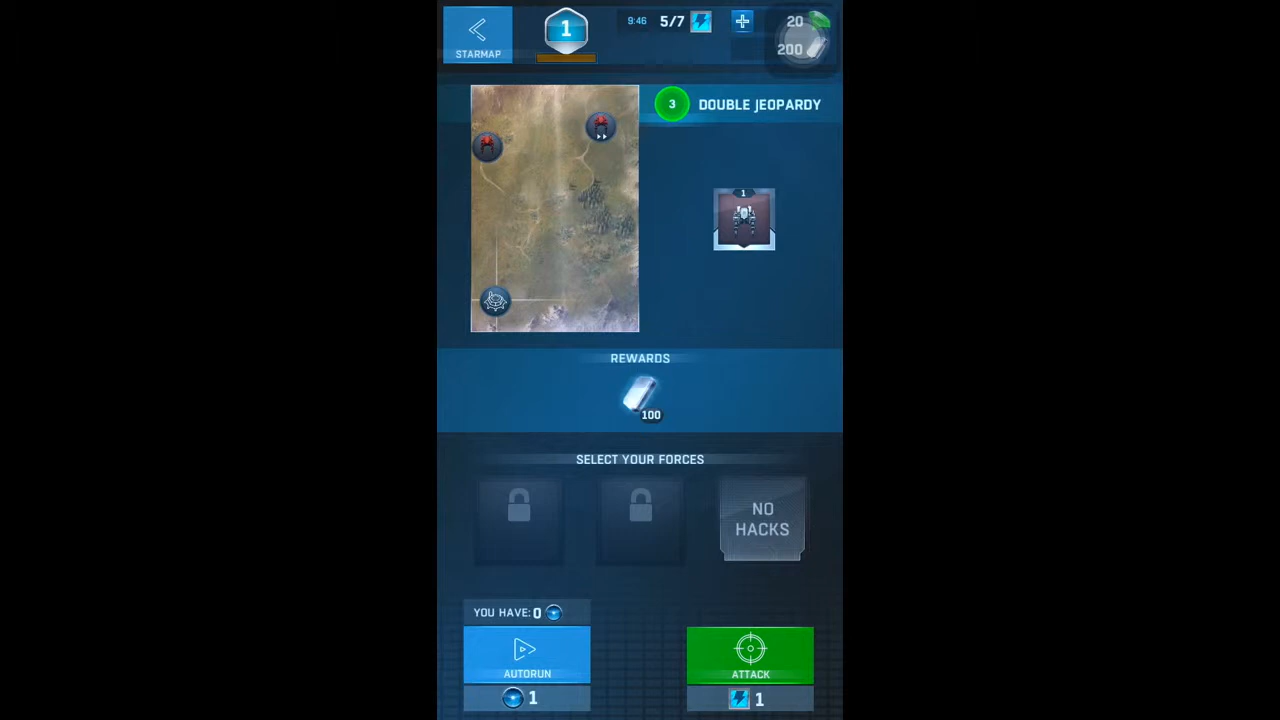 STARMAP
1
9:46 5/7
20
200
3 DOUBLE JEOPARDY
1
REWARDS
100
SELECT YOUR FORCES
NO
HACKS
YOU HAVE: 0
AUTORUN
1
ATTACK
1